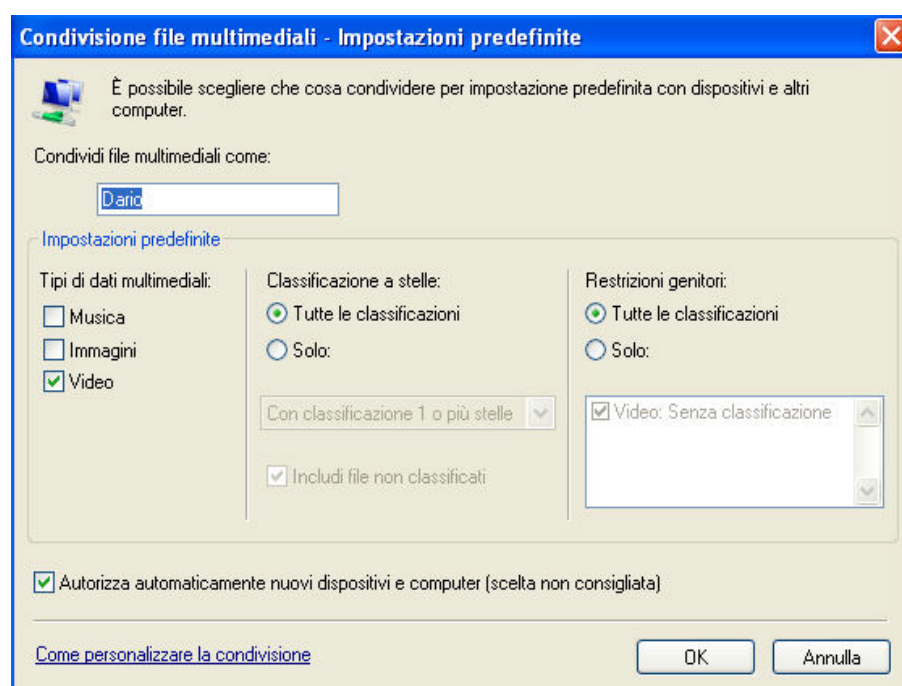 Condivisione file multimediali - Impostazioni predefinite
È possibile scegliere che cosa condividere per impostazione predefinita con dispositivi e altri
computer.
Condividi file multimediali come:
Dario
Impostazioni predefinite
Tipi di dati multimediali:
Musica
Immagini
Video
Classificazione a stelle:
Tutte le classificazioni
Solo:
Con classificazione 1 o più stelle
Includi file non classificati
Restrizioni genitori:
Tutte le classificazioni
Solo:
Video: Senza classificazione
Autorizza automaticamente nuovi dispositivi e computer (scelta non consigliata)
Come personalizzare la condivisione
OK
Annulla